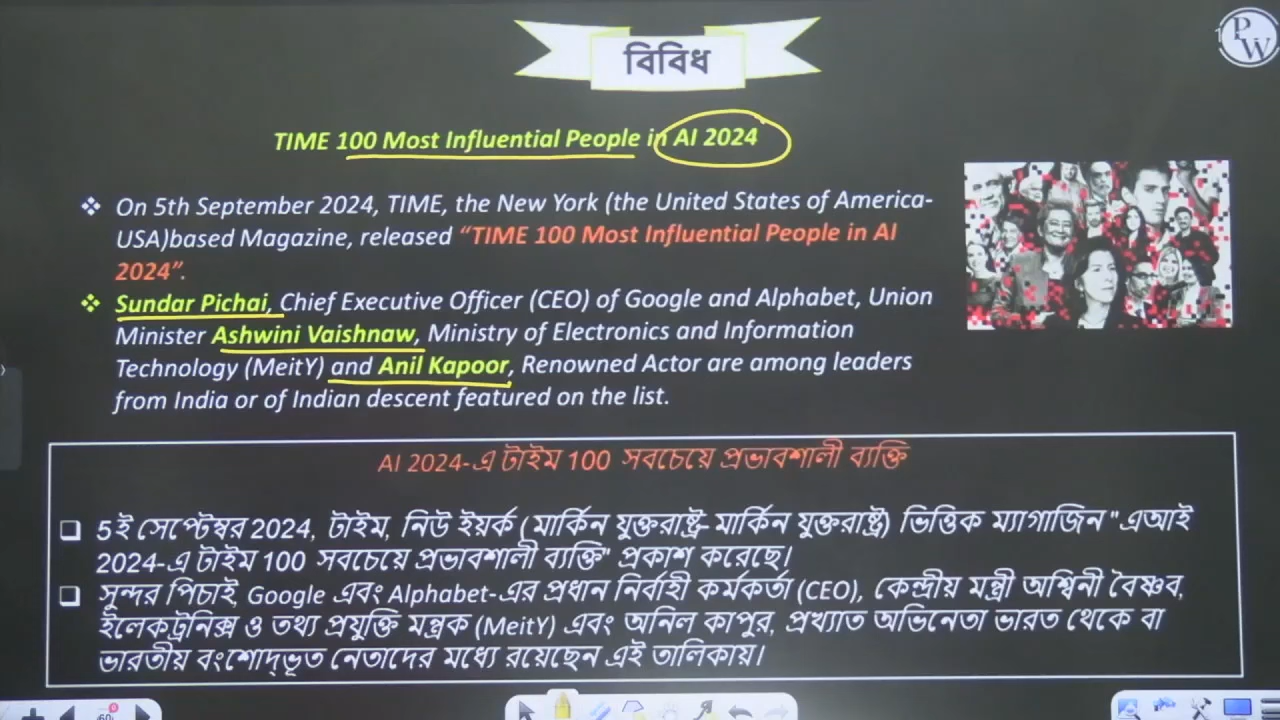 বিবিধ
PW
TIME 100 Most Influential People in AI 2024
On 5th September 2024, TIME, the New York (the United States of America-
USA)based Magazine, released “TIME 100 Most Influential People in AI
2024”.
Sundar Pichai, Chief Executive Officer (CEO) of Google and Alphabet, Union
Minister Ashwini Vaishnaw, Ministry of Electronics and Information
Technology (MeitY) and Anil Kapoor, Renowned Actor are among leaders
from India or of Indian descent featured on the list.
AI 2024-এ টাইম 100 সবচেয়ে প্রভাবশালী ব্যক্তি
5ই সেপ্টেম্বর 2024, টাইম, নিউ ইয়র্ক (মার্কিন যুক্তরাষ্ট্র- মার্কিন যুক্তরাষ্ট্র) ভিত্তিক ম্যাগাজিন "এআই
2024-এ টাইম 100 সবচেয়ে প্রভাবশালী ব্যক্তি" প্রকাশ করেছে।
সুন্দর পিচাই, Google এবং Alphabet-এর প্রধান নির্বাহী কর্মকর্তা (CEO), কেন্দ্রীয় মন্ত্রী অশ্বিনী বৈষ্ণব,
ইলেকট্রনিক্স ও তথ্য প্রযুক্তি মন্ত্রক (MeitY) এবং অনিল কাপুর, প্রখ্যাত অভিনেতা ভারত থেকে বা
ভারতীয় বংশোদ্ভূত নেতাদের মধ্যে রয়েছেন এই তালিকায়।